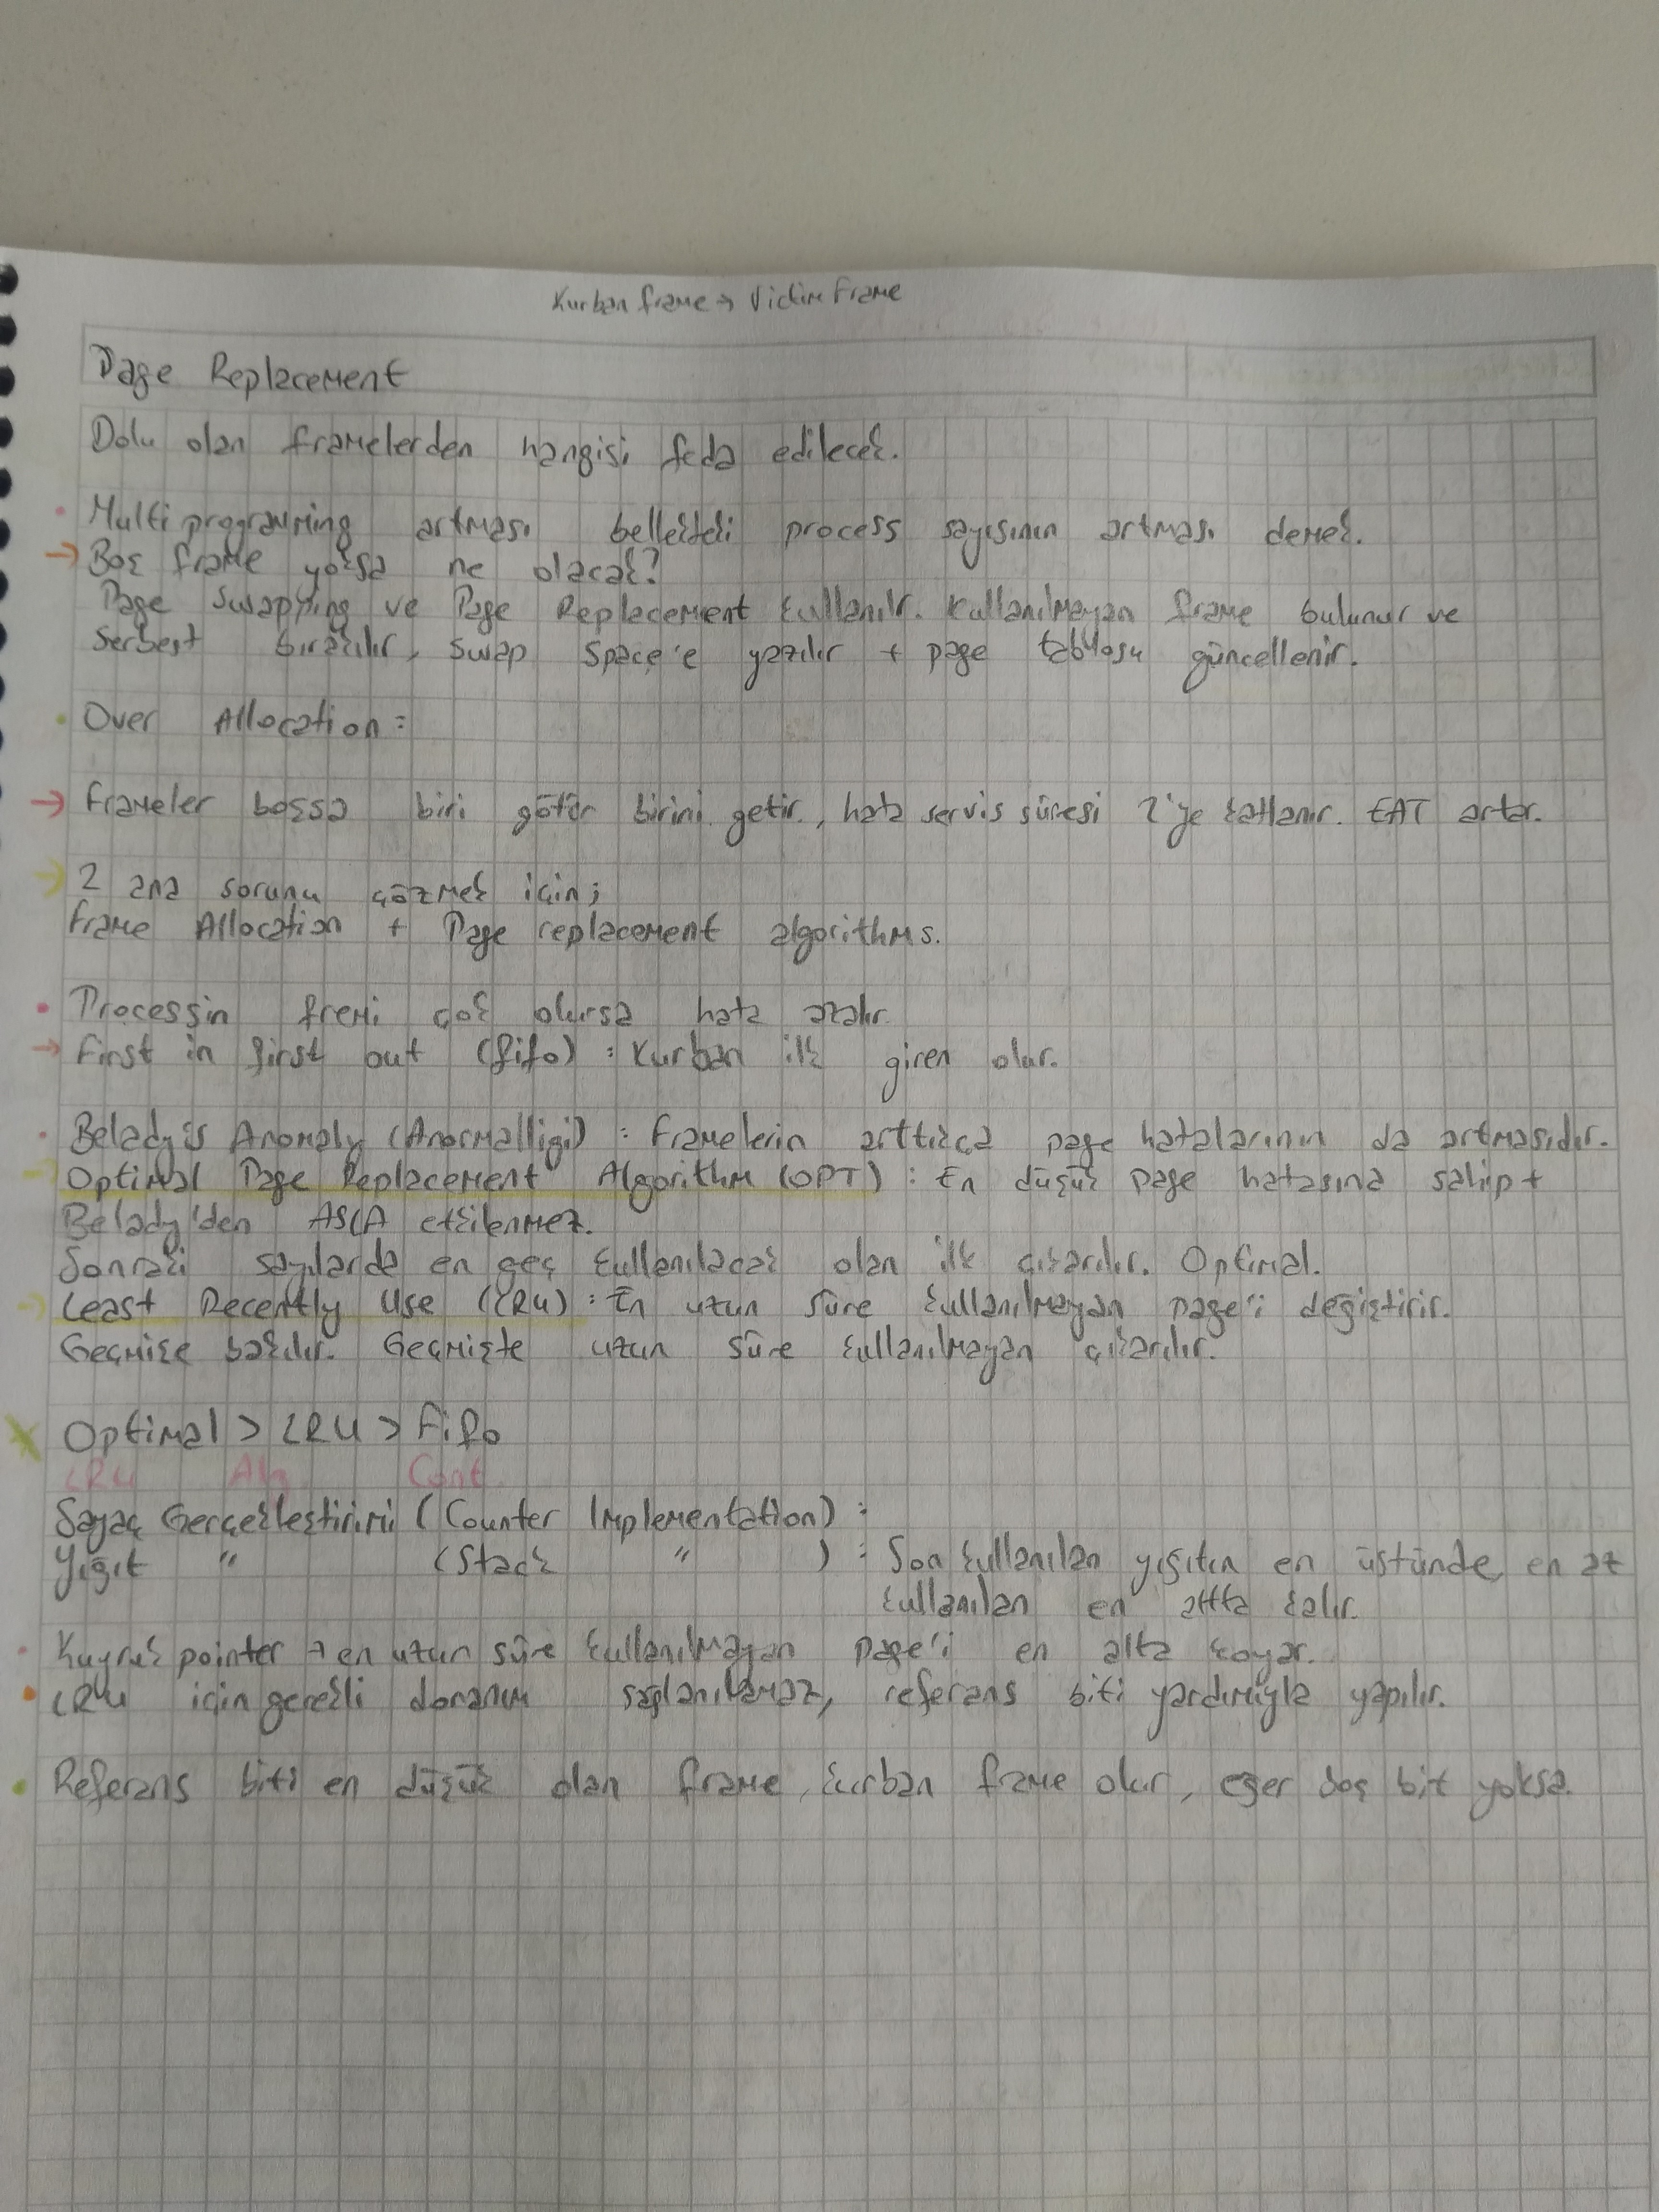 Kurban frame → Victim Frame
Page Replacement
Dolu olan framelerden hangisi feda edilecek.
• Multiprogramming artması bellekteki process sayısının artması demek.
→ Boş frame yoksa ne olacak?
Page Swapping ve Page Replacement kullanılır. Kullanılmayan frame bulunur ve
serbest bırakılır, swap space'e yazılır + page tablosu güncellenir.
• Over Allocation:
→ Frameler boşsa biri götür birini getir, hata servis süresi 2'ye katlanır. EAT artar.
→ 2 ana sorunu çözmek için;
Frame Allocation + Page replacement algorithms.
• Processin fremi çok olursa hata azalır.
→ First in first out (fifo) : Kurban ilk giren olur.
• Belady's Anomaly (Anormalligi) : Framelerin arttıkça page hatalarının da artmasıdır.
→ Optimal Page Replacement Algorithm (OPT) : En düşük page hatasına sahip +
Belady'den ASLA etkilenmez.
Sonraki sayılarda en geç kullanılacak olan ilk çıkarılır. Optimal.
→ Least Recently Use (LRU) : En uzun süre kullanılmayan page'i değiştirir.
Geçmişe bakılır. Geçmişte uzun süre kullanılmayan çıkarılır.
Optimal > LRU > Fifo
LRU Alg. Cont.
Sayaç Gerçekleştirimi (Counter Implementation) :
Yığıt " (Stack " ) : Son kullanılan yığıtın en üstünde, en az
kullanılan en altta kalır.
• Kuyruk pointer → en uzun süre kullanılmayan page'i en alta koyar.
• LRU için gerekli donanım sağlanılamaz, referans biti yardımıyla yapılır.
• Referans biti en düşük olan frame, kurban frame olur, eğer boş bit yoksa.